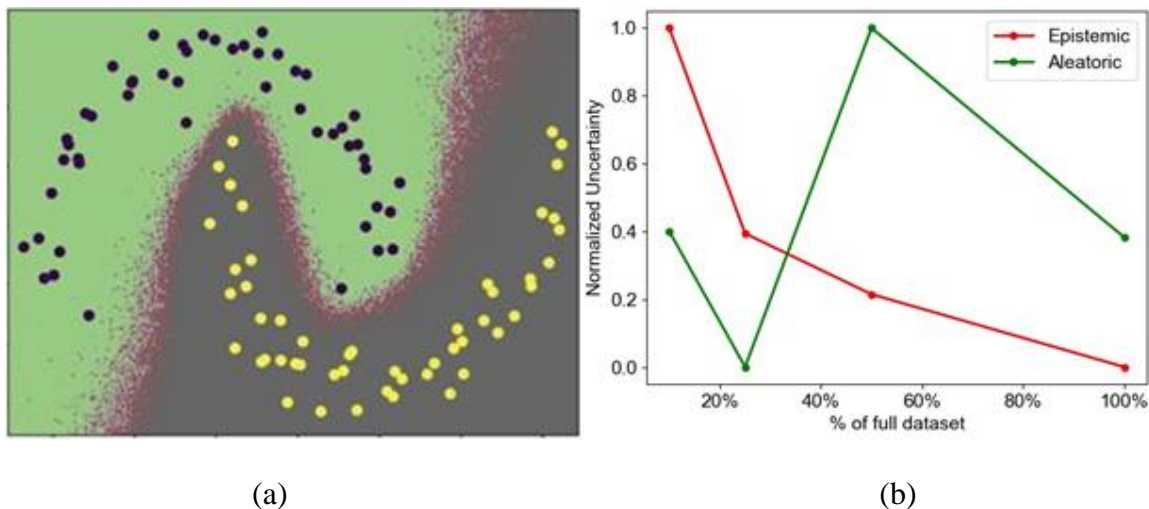 1.0
0.8
0.6
0.4
0.2
0.0
Normalized Uncertainty
Epistemic
Aleatoric
20%
40%
60%
80%
100%
% of full dataset
(a)
(b)